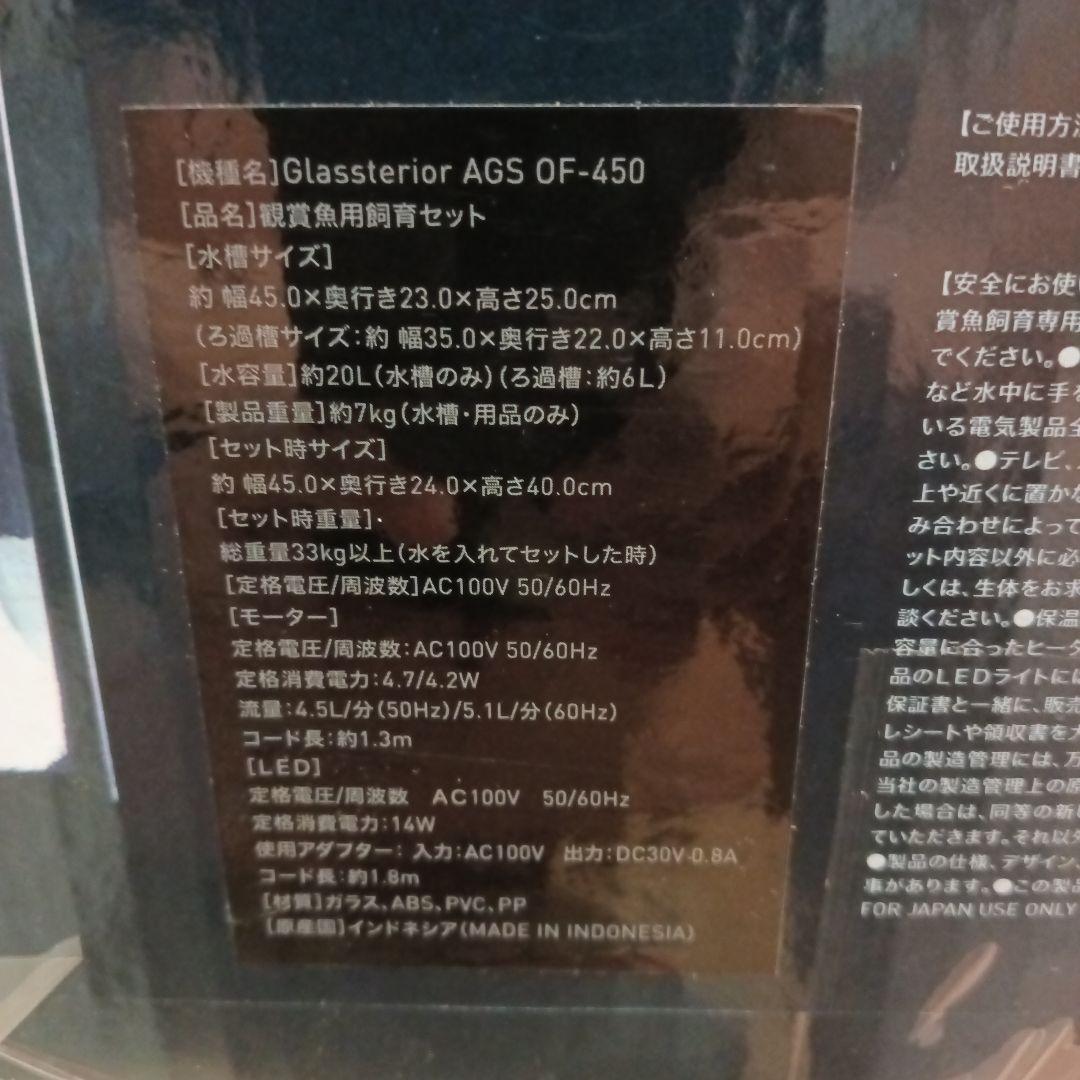 [機種名]Glassterior AGS OF-450
[品名]観賞魚用飼育セット
[水槽サイズ]
約 幅45.0×奥行き23.0×高さ25.0cm
(ろ過槽サイズ:約 幅35.0×奥行き22.0×高さ11.0cm)
[水容量]約20L(水槽のみ)(ろ過槽:約6L)
[製品重量]約7kg(水槽・用品のみ)
[セット時サイズ]
約 幅45.0×奥行き24.0×高さ40.0cm
[セット時重量]・
総重量33kg以上(水を入れてセットした時)
[定格電圧/周波数]AC100V 50/60Hz
[モーター]
定格電圧/周波数:AC100V 50/60Hz
定格消費電力:4.7/4.2W
流量:4.5L/分(50Hz)/5.1L/分(60Hz)
コード長:約1.3m
[LED]
定格電圧/周波数 AC100V 50/60Hz
定格消費電力:14W
使用アダプター: 入力:AC100V 出力:DC30V-0.8A
コード長:約1.8m
[材質]ガラス、ABS、PVC、PP
[原産国]インドネシア(MADE IN INDONESIA)
【ご使用方法
取扱説明書
【安全にお使い
賞魚飼育専用
でください。●
など水中に手を
いる電気製品全
さい。●テレビ、
上や近くに置かな
み合わせによって
ット内容以外に必
しくは、生体をお求
談ください。●保温
容量に合ったヒータ
品のLEDライトには
保証書と一緒に、販売
レシートや領収書を大
品の製造管理には、万
当社の製造管理上の原
した場合は、同等の新
ていただきます。それ以外
●製品の仕様、デザイン、
事があります。●この製品
FOR JAPAN USE ONLY